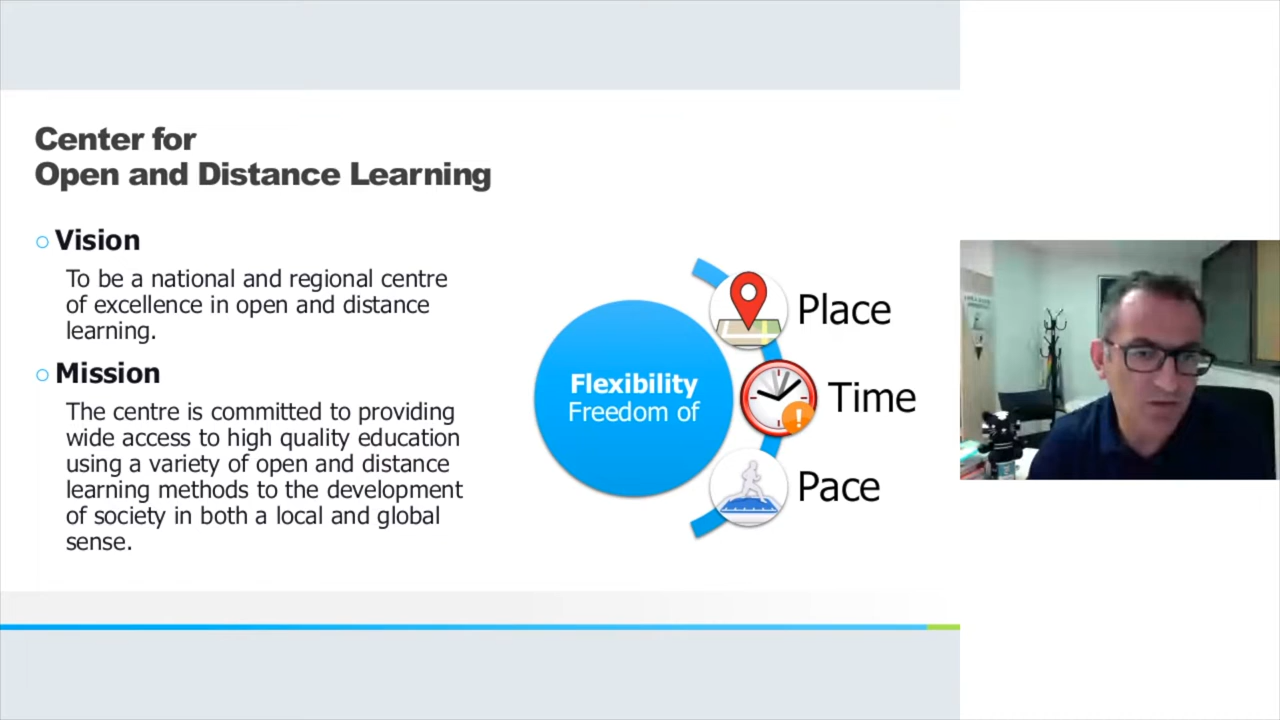 Center for
Open and Distance Learning
Vision
To be a national and regional centre
of excellence in open and distance
learning.
Mission
The centre is committed to providing
wide access to high quality education
using a variety of open and distance
learning methods to the development
of society in both a local and global
sense.
Flexibility
Freedom of
Place
Time
Pace